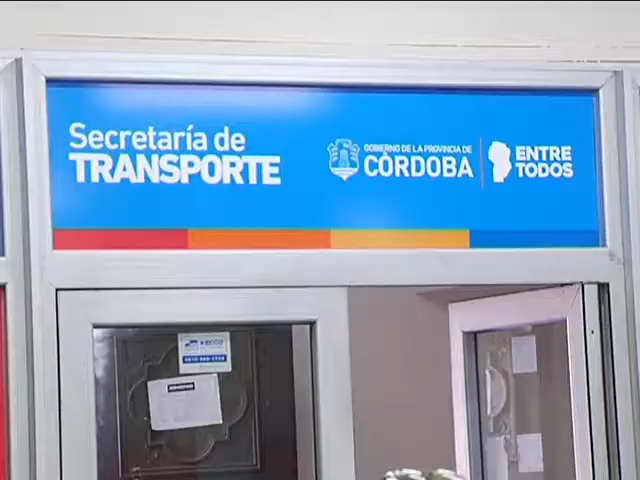 Secretaría de
TRANSPORTE
GOBIERNO DE LA PROVINCIA DE
CÓRDOBA
ENTRE
TODOS